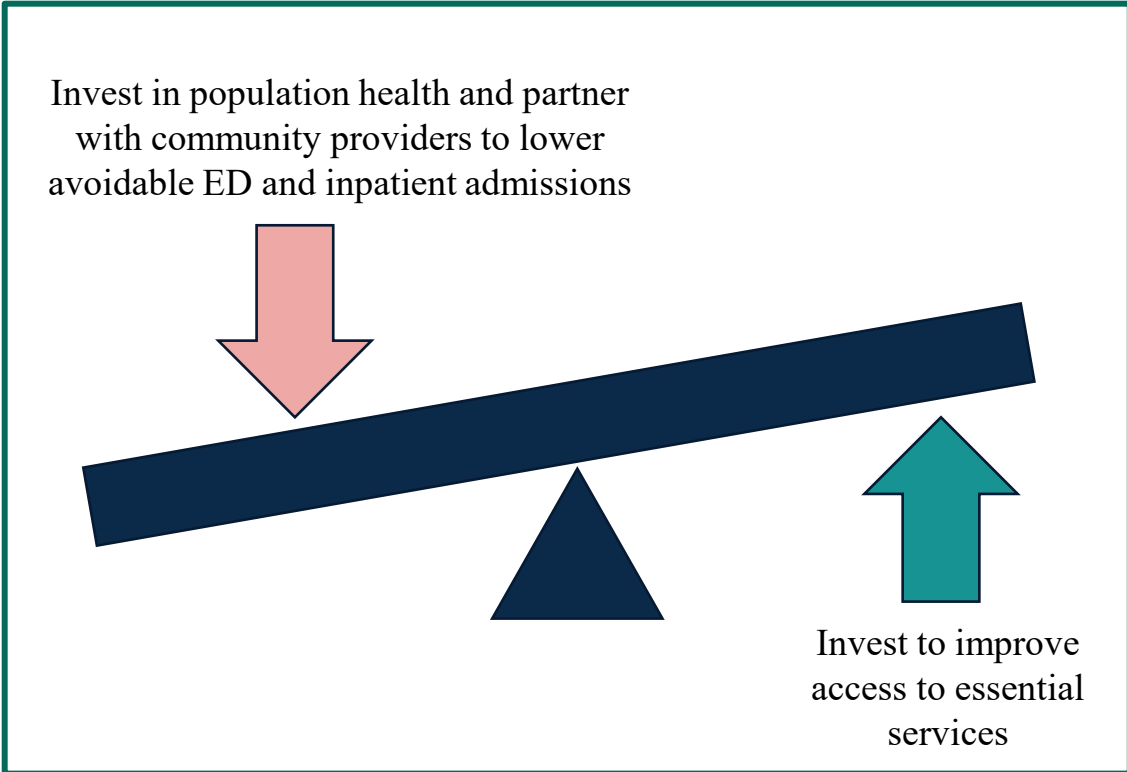 Invest in population health and partner
with community providers to lower
avoidable ED and inpatient admissions
Invest to improve
access to essential
services